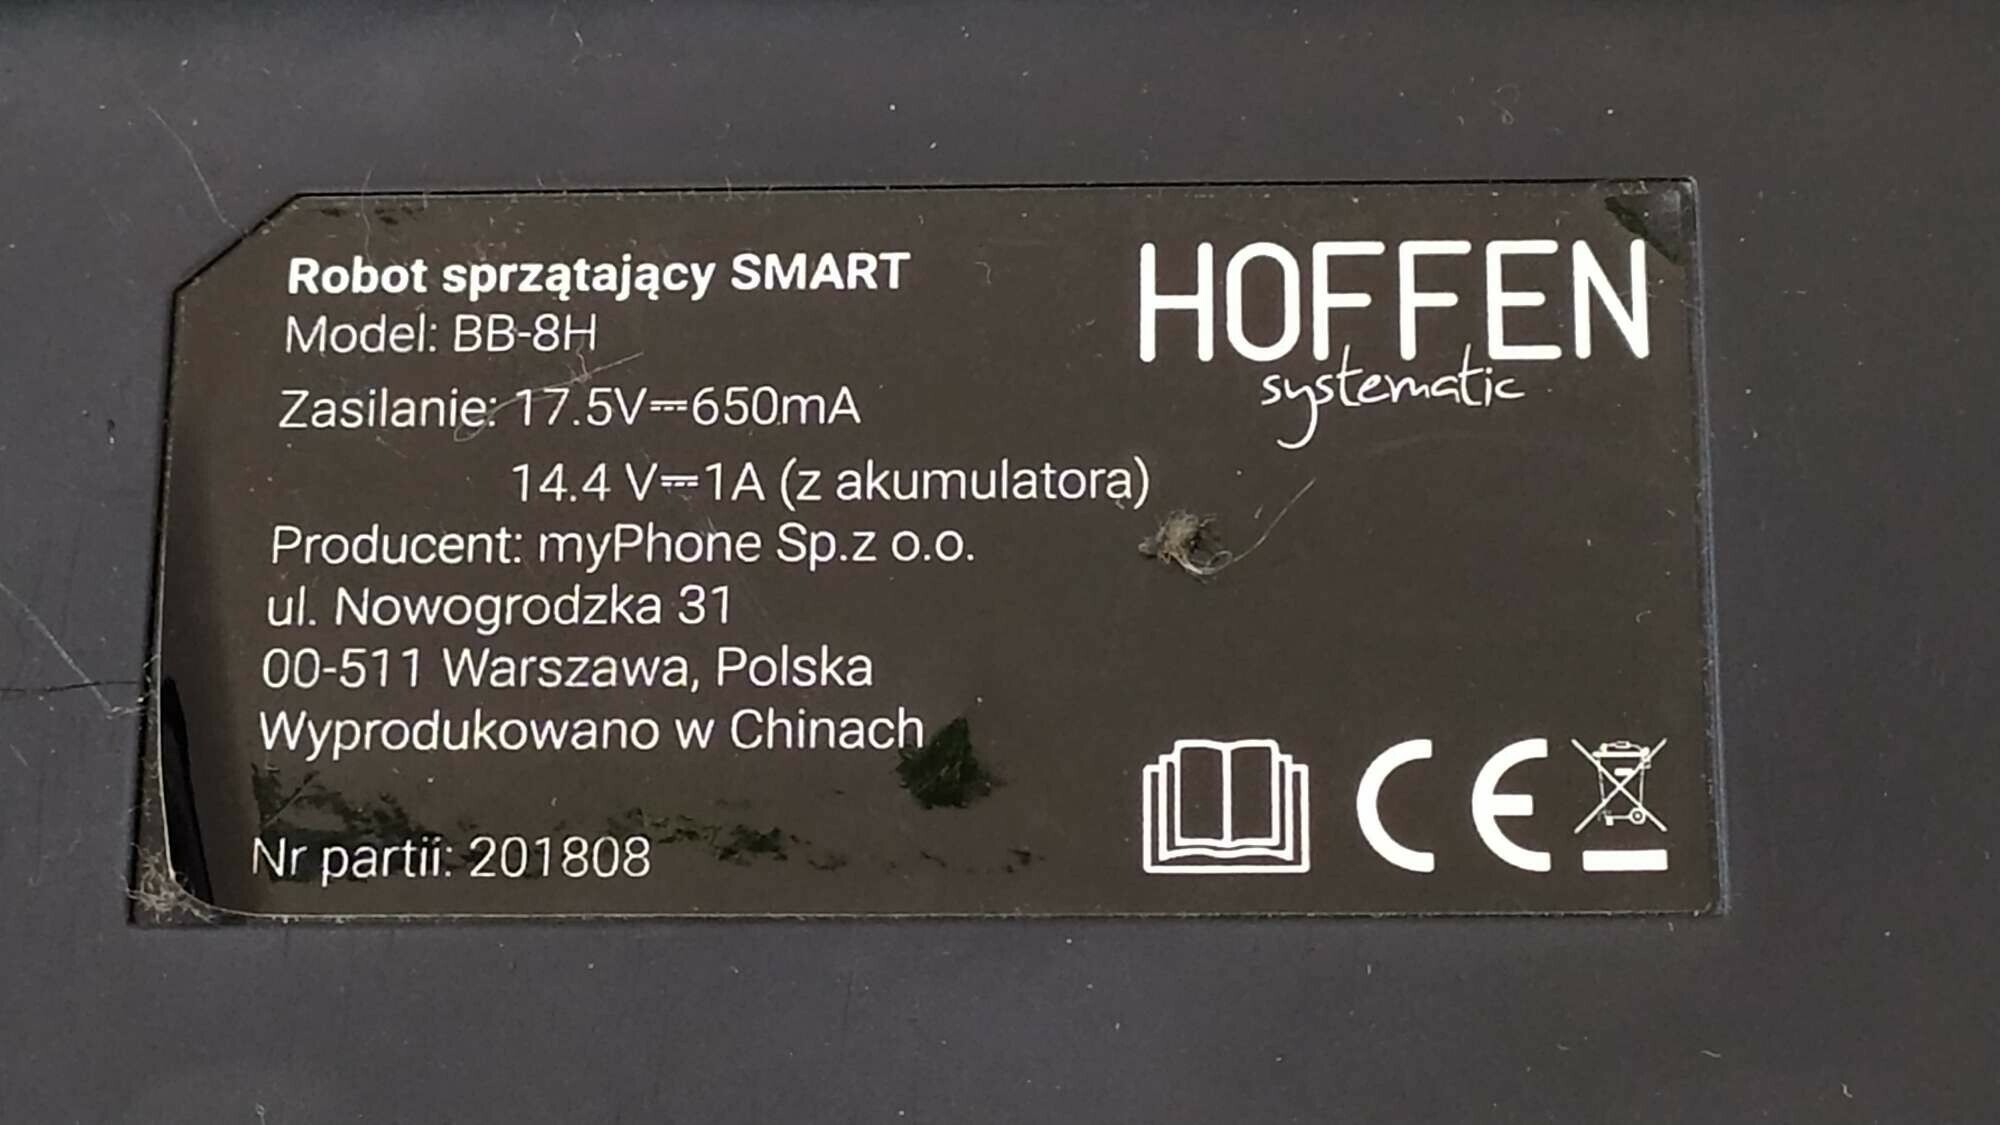 Robot sprzątający SMART
Model: BB-8H
Zasilanie: 17.5V⎓650mA
14.4 V⎓1A (z akumulatora)
Producent: myPhone Sp.z o.o.
ul. Nowogrodzka 31
00-511 Warszawa, Polska
Wyprodukowano w Chinach
Nr partii: 201808
HOFFEN
systematic
CE